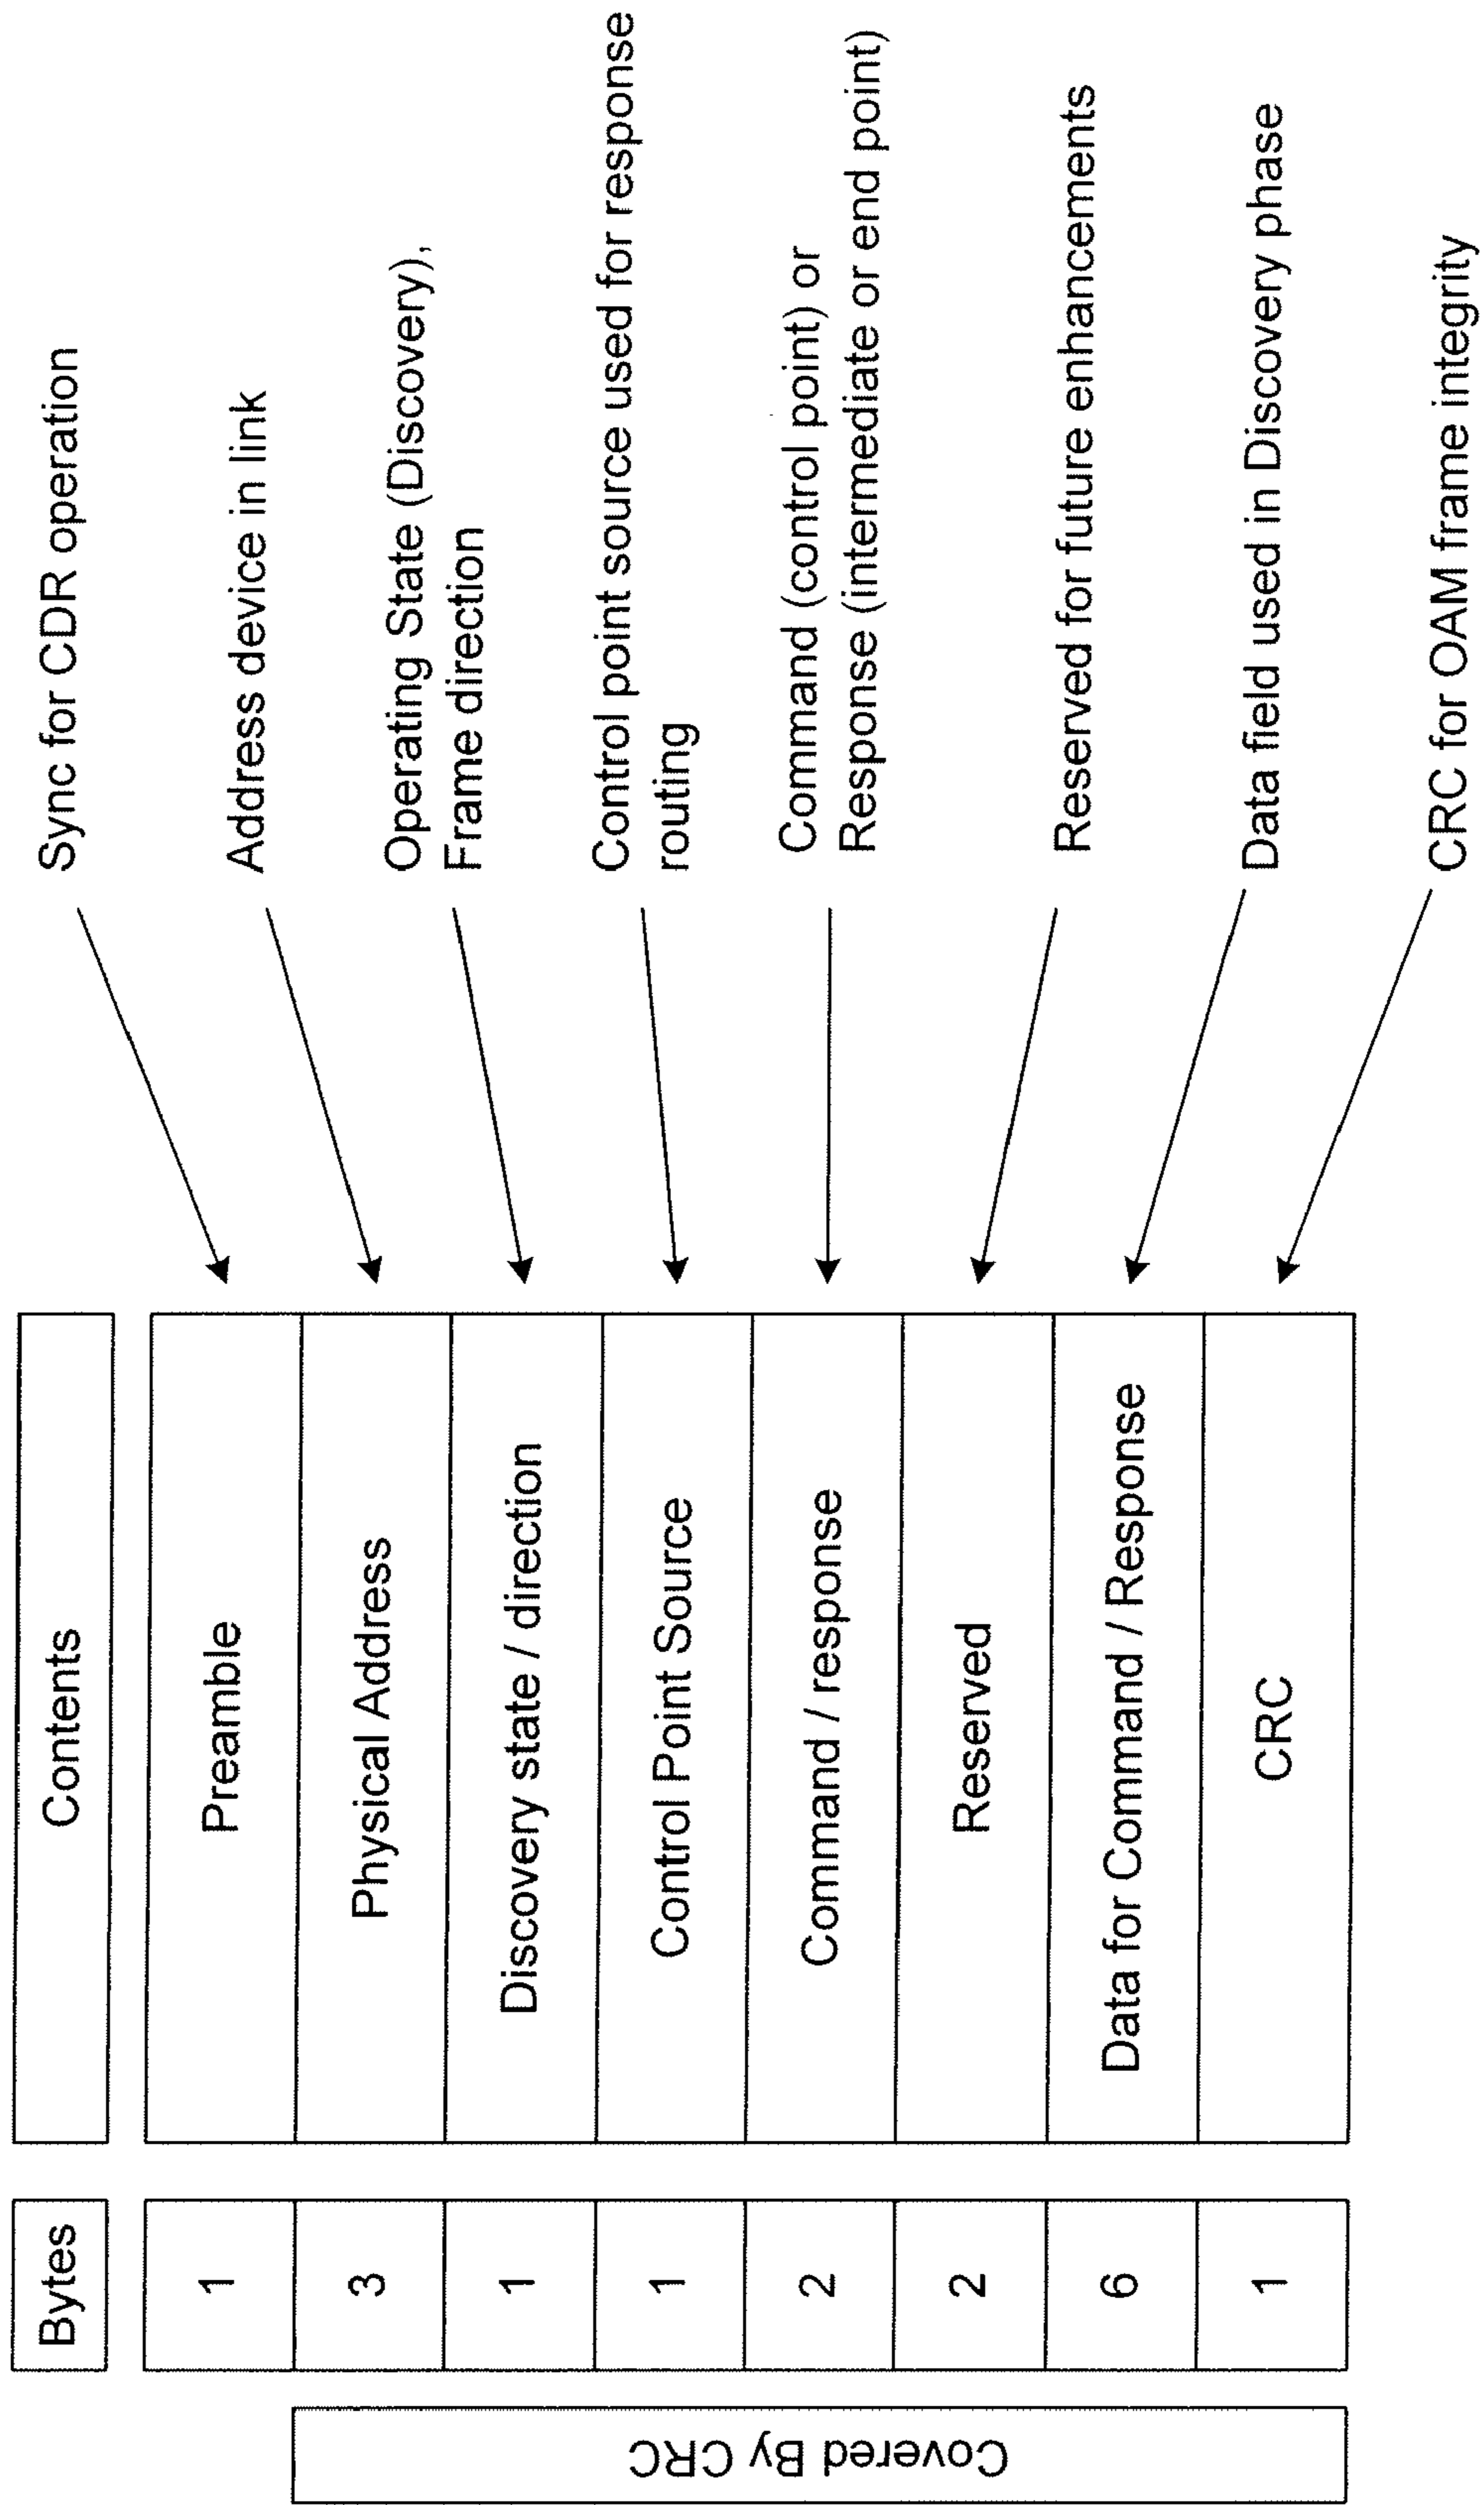 Bytes
Contents
1
Preamble
Sync for CDR operation
3
Physical Address
Address device in link
1
Discovery state / direction
Operating State (Discovery),
Frame direction
1
Control Point Source
Control point source used for response
routing
2
Command / response
Command (control point) or
Response (intermediate or end point)
2
Reserved
Reserved for future enhancements
6
Data for Command / Response
Data field used in Discovery phase
1
CRC
CRC for OAM frame integrity
Covered By CRC